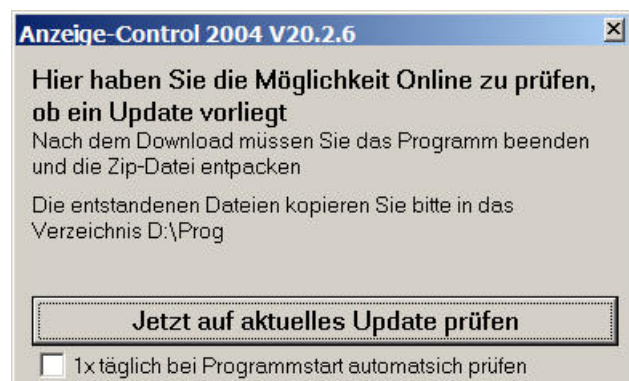 Anzeige-Control 2004 V20.2.6
Hier haben Sie die Möglichkeit Online zu prüfen,
ob ein Update vorliegt
Nach dem Download müssen Sie das Programm beenden
und die Zip-Datei entpacken
Die entstandenen Dateien kopieren Sie bitte in das
Verzeichnis D:\Prog
Jetzt auf aktuelles Update prüfen
1x täglich bei Programmstart automatsich prüfen